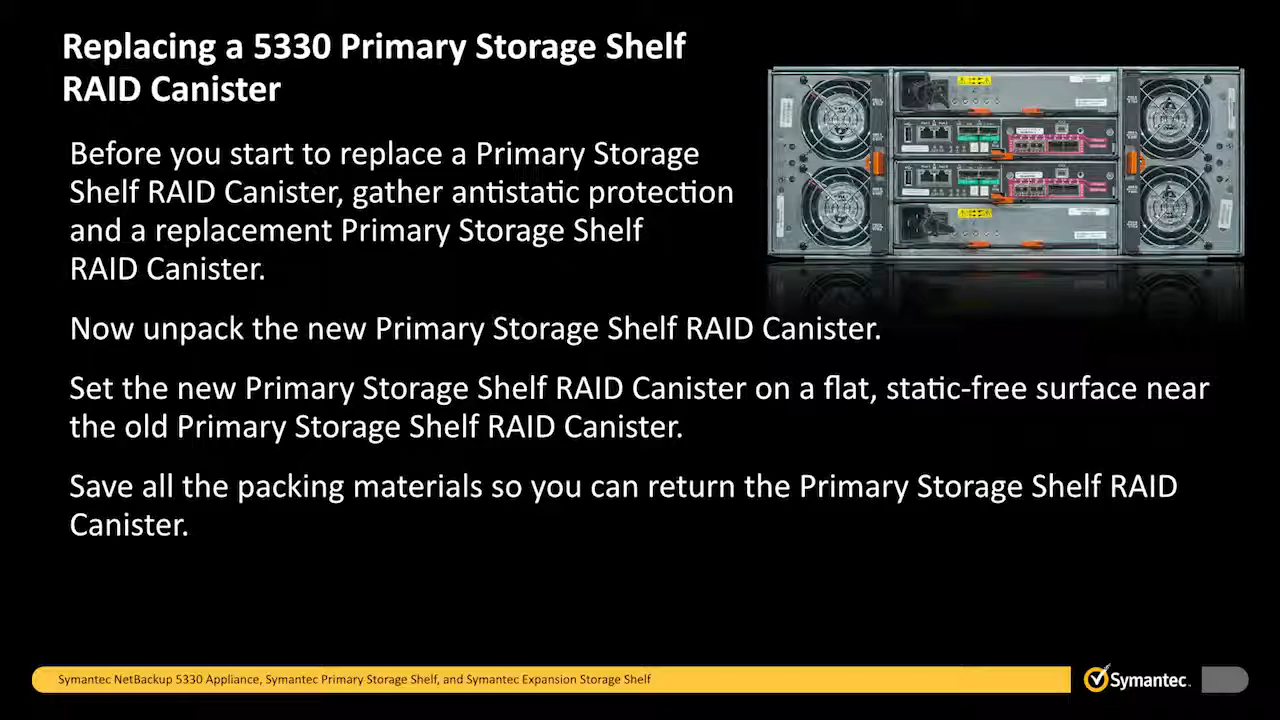 Replacing a 5330 Primary Storage Shelf
RAID Canister
Before you start to replace a Primary Storage
Shelf RAID Canister, gather antistatic protection
and a replacement Primary Storage Shelf
RAID Canister.
Now unpack the new Primary Storage Shelf RAID Canister.
Set the new Primary Storage Shelf RAID Canister on a flat, static-free surface near
the old Primary Storage Shelf RAID Canister.
Save all the packing materials so you can return the Primary Storage Shelf RAID
Canister.
Symantec NetBackup 5330 Appliance, Symantec Primary Storage Shelf, and Symantec Expansion Storage Shelf
Symantec.